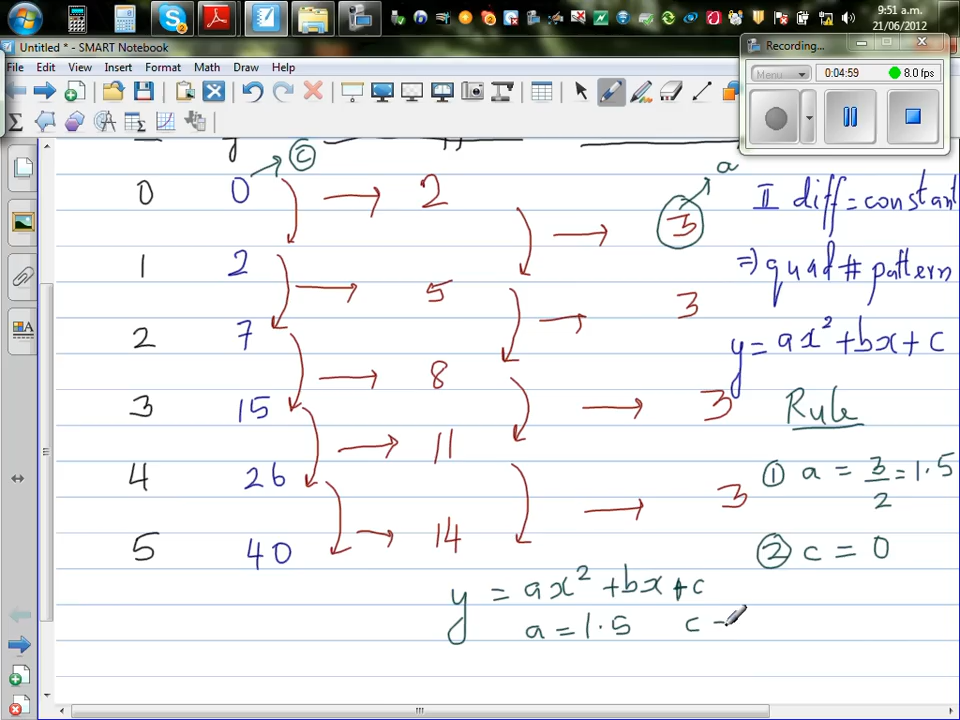 9:51 a.m.
21/06/2012
Untitled * - SMART Notebook
File Edit View Insert Format Math Draw Help
Recording...
Menu 0:04:59 8.0 fps
c a
0 0 2 3 II diff = constant
1 2 5 3 ⇒ quad # pattern
2 7 8 3 y = ax² + bx + c
3 15 11 3 Rule
4 26 14 ① a = 3/2 = 1.5
5 40 ② c = 0
y = ax² + bx + c
a = 1.5 c -